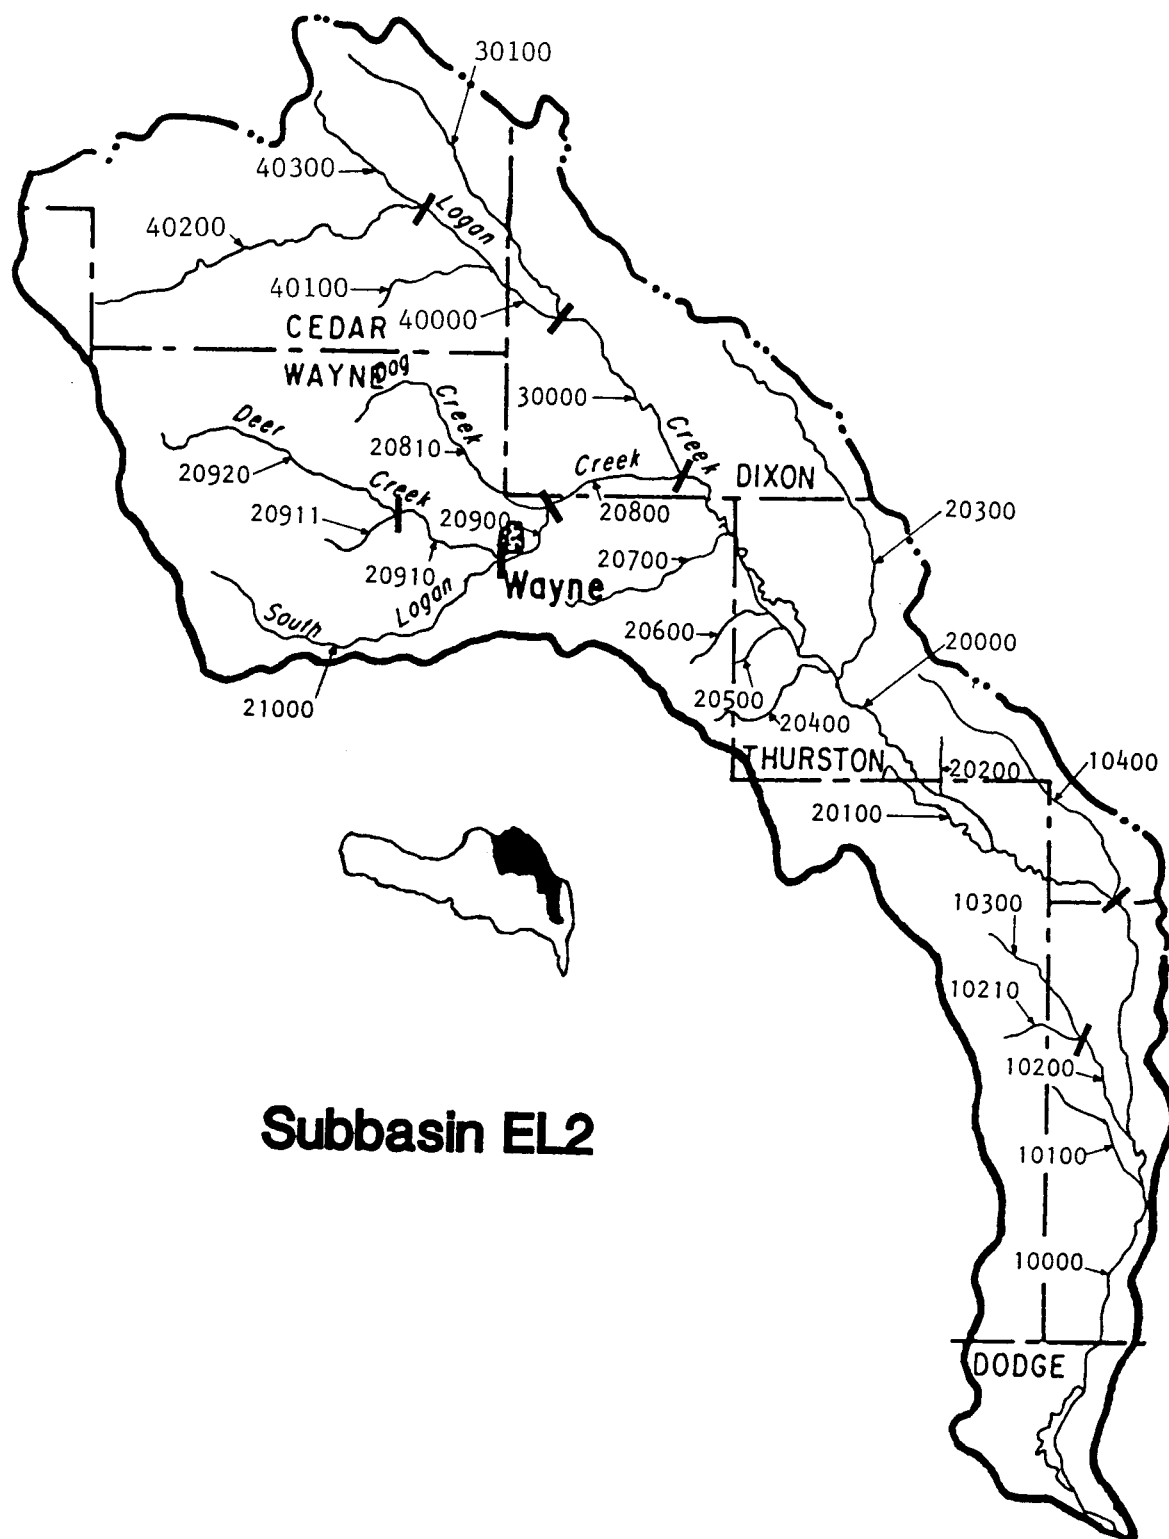 30100
40300
Logan
40200
40100
40000
CEDAR
WAYNE
Dog
Creek
30000
Deer
20810
Creek
20920
Creek
Creek
DIXON
20911
20900
20800
20300
20910
20700
Wayne
Logan
South
20600
20000
21000
20500
20400
THURSTON
20200
10400
20100
10300
10210
10200
Subbasin EL2
10100
10000
DODGE